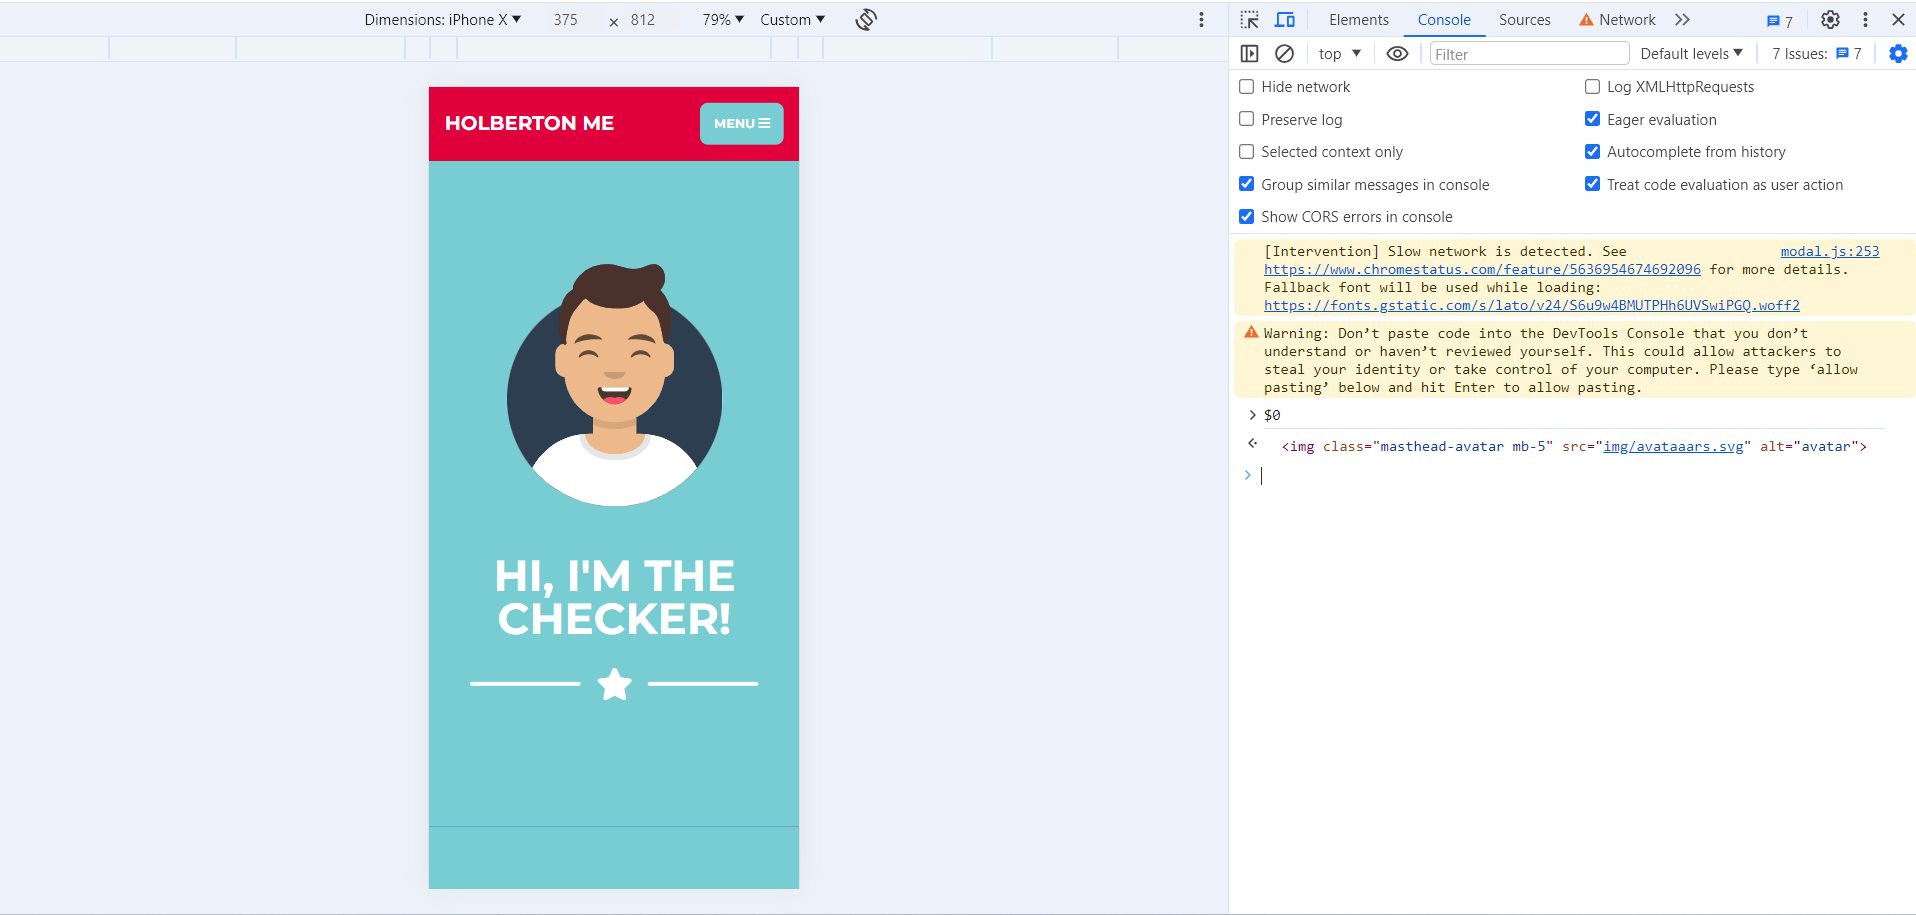 Dimensions: iPhone X ▼ 375 × 812 79% ▼ Custom ▼
HOLBERTON ME
MENU
HI, I'M THE
CHECKER!
Elements Console Sources Network 7
top ▼ Filter Default levels ▼ 7 Issues: 7
Hide network
Log XMLHttpRequests
Preserve log
Eager evaluation
Selected context only
Autocomplete from history
Group similar messages in console
Treat code evaluation as user action
Show CORS errors in console
[Intervention] Slow network is detected. See modal.js:253
https://www.chromestatus.com/feature/5636954674692096 for more details.
Fallback font will be used while loading:
https://fonts.gstatic.com/s/lato/v24/S6u9w4BMUTPHh6UVSwiPGQ.woff2
Warning: Don’t paste code into the DevTools Console that you don’t
understand or haven’t reviewed yourself. This could allow attackers to
steal your identity or take control of your computer. Please type ‘allow
pasting’ below and hit Enter to allow pasting.
> $0
<img class="masthead-avatar mb-5" src="img/avataaars.svg" alt="avatar">
>